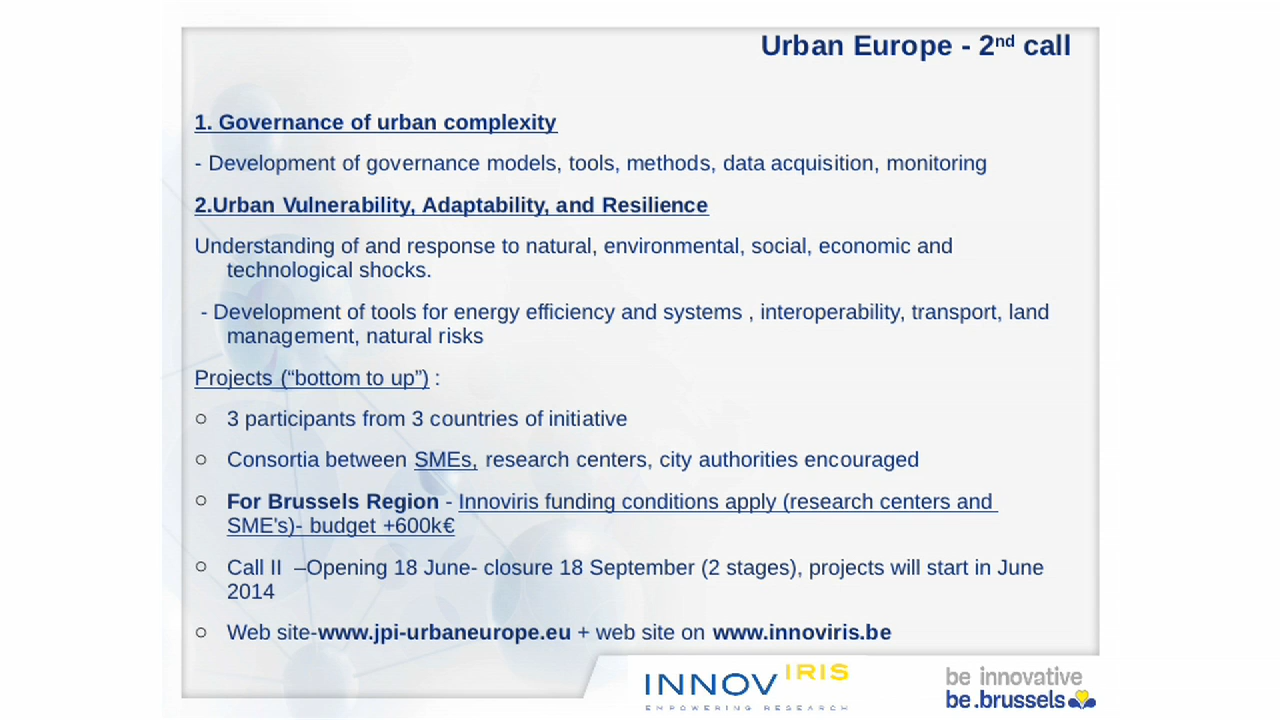 Urban Europe - 2nd call
1. Governance of urban complexity
- Development of governance models, tools, methods, data acquisition, monitoring
2.Urban Vulnerability, Adaptability, and Resilience
Understanding of and response to natural, environmental, social, economic and
technological shocks.
- Development of tools for energy efficiency and systems , interoperability, transport, land
management, natural risks
Projects (“bottom to up”) :
○ 3 participants from 3 countries of initiative
○ Consortia between SMEs, research centers, city authorities encouraged
○ For Brussels Region - Innoviris funding conditions apply (research centers and
SME's)- budget +600k€
○ Call II –Opening 18 June- closure 18 September (2 stages), projects will start in June
2014
○ Web site-www.jpi-urbaneurope.eu + web site on www.innoviris.be
INNOVIRIS
EMPOWERING RESEARCH
be innovative
be.brussels